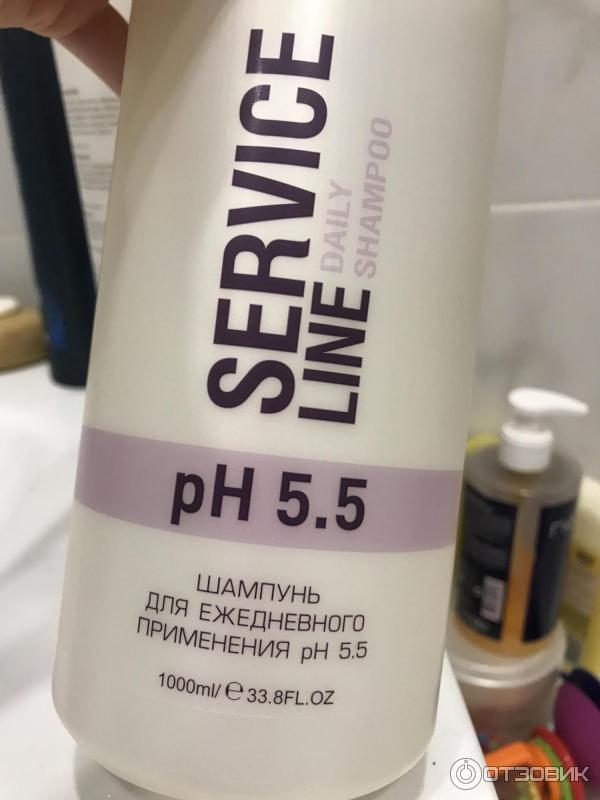 SERVICE
LINE
DAILY
SHAMPOO
pH 5.5
ШАМПУНЬ
ДЛЯ ЕЖЕДНЕВНОГО
ПРИМЕНЕНИЯ pH 5.5
1000ml/ ℮ 33.8FL.OZ
ОТЗОВИК